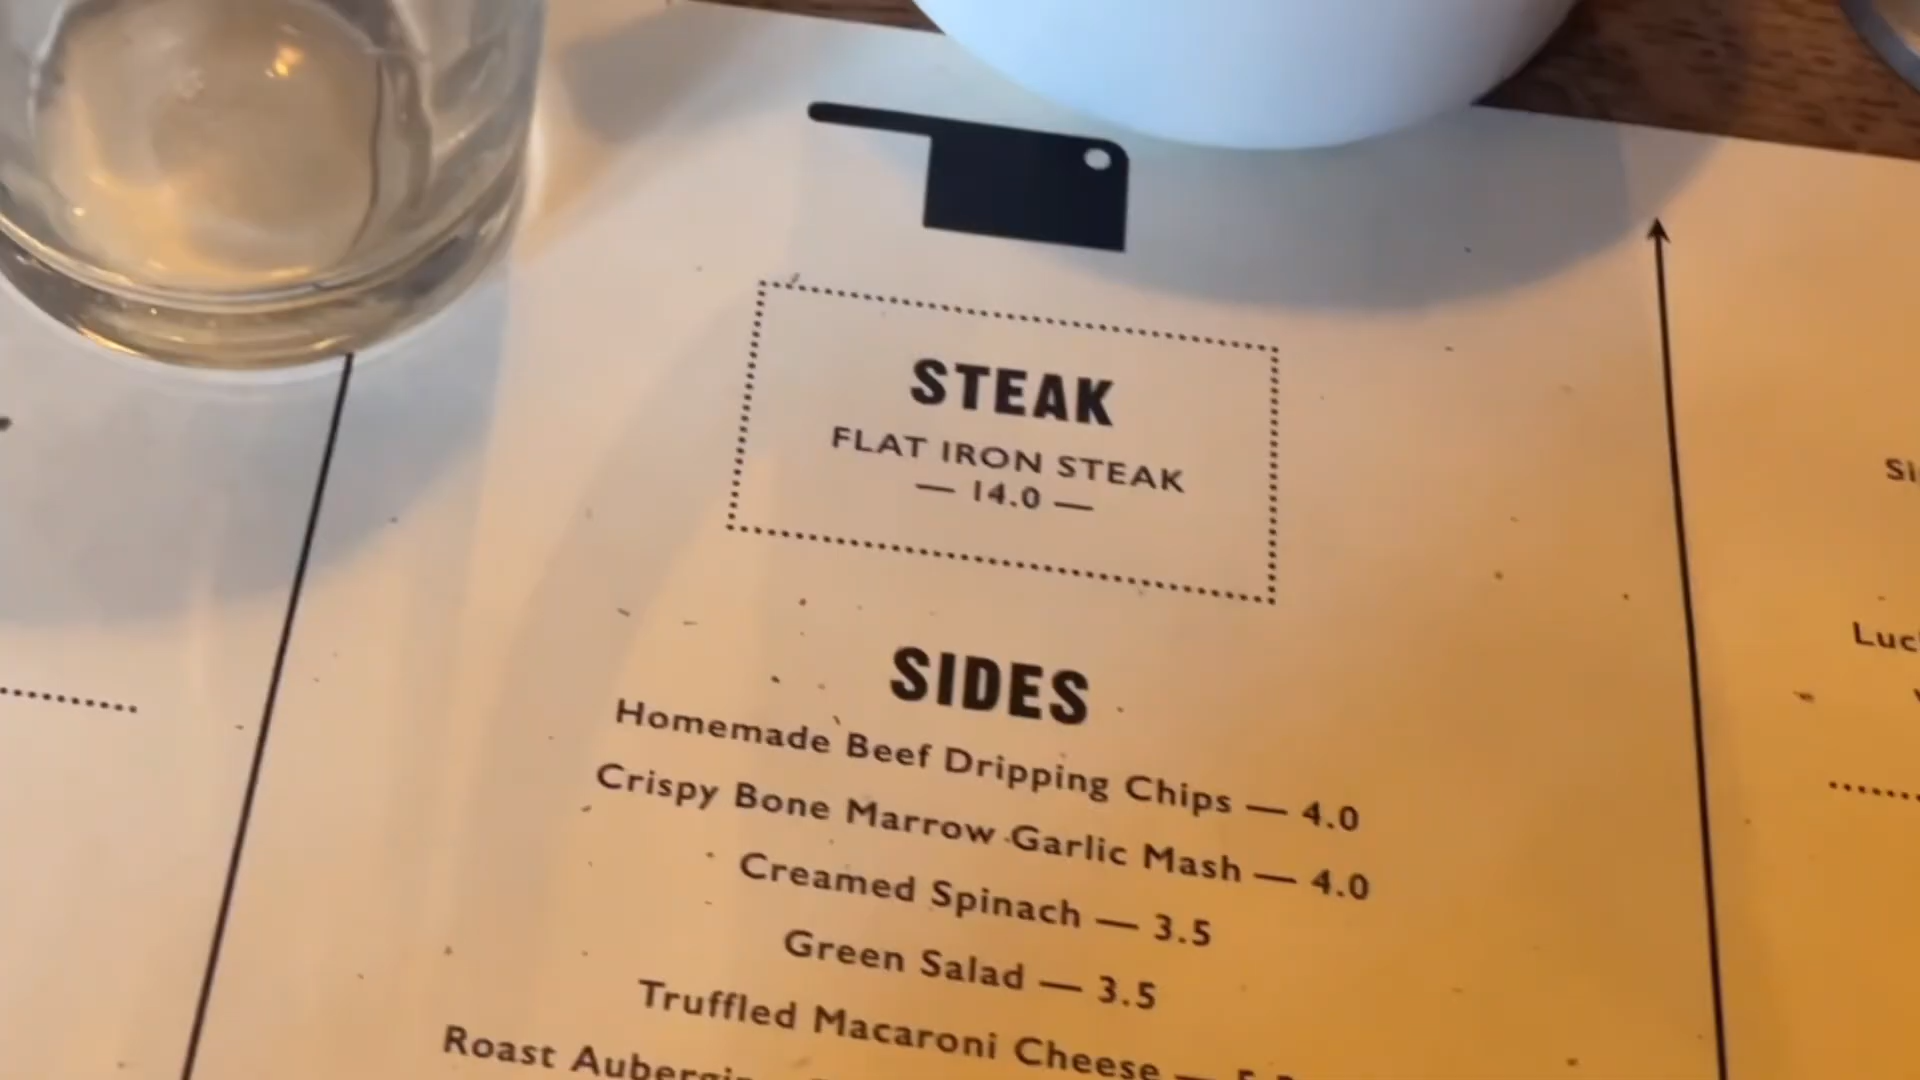 STEAK
FLAT IRON STEAK
— 14.0 —
SIDES
Homemade Beef Dripping Chips — 4.0
Crispy Bone Marrow Garlic Mash — 4.0
Creamed Spinach — 3.5
Green Salad — 3.5
Truffled Macaroni Cheese —
Roast